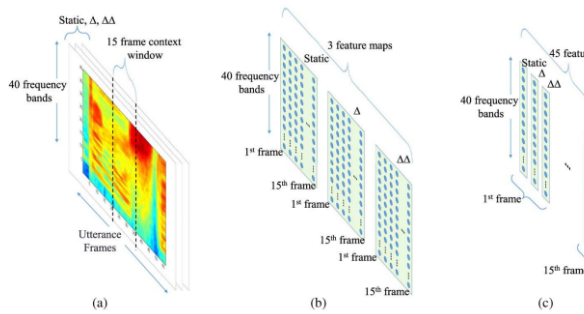 Static, Δ, ΔΔ
15 frame context
window
40 frequency
bands
Utterance
Frames
(a)
3 feature maps
Static
40 frequency
bands
Δ
ΔΔ
1st frame
15th frame
1st frame
15th frame
1st frame
15th frame
(b)
45 featur
Static
Δ
ΔΔ
40 frequency
bands
1st frame
15th fram
(c)